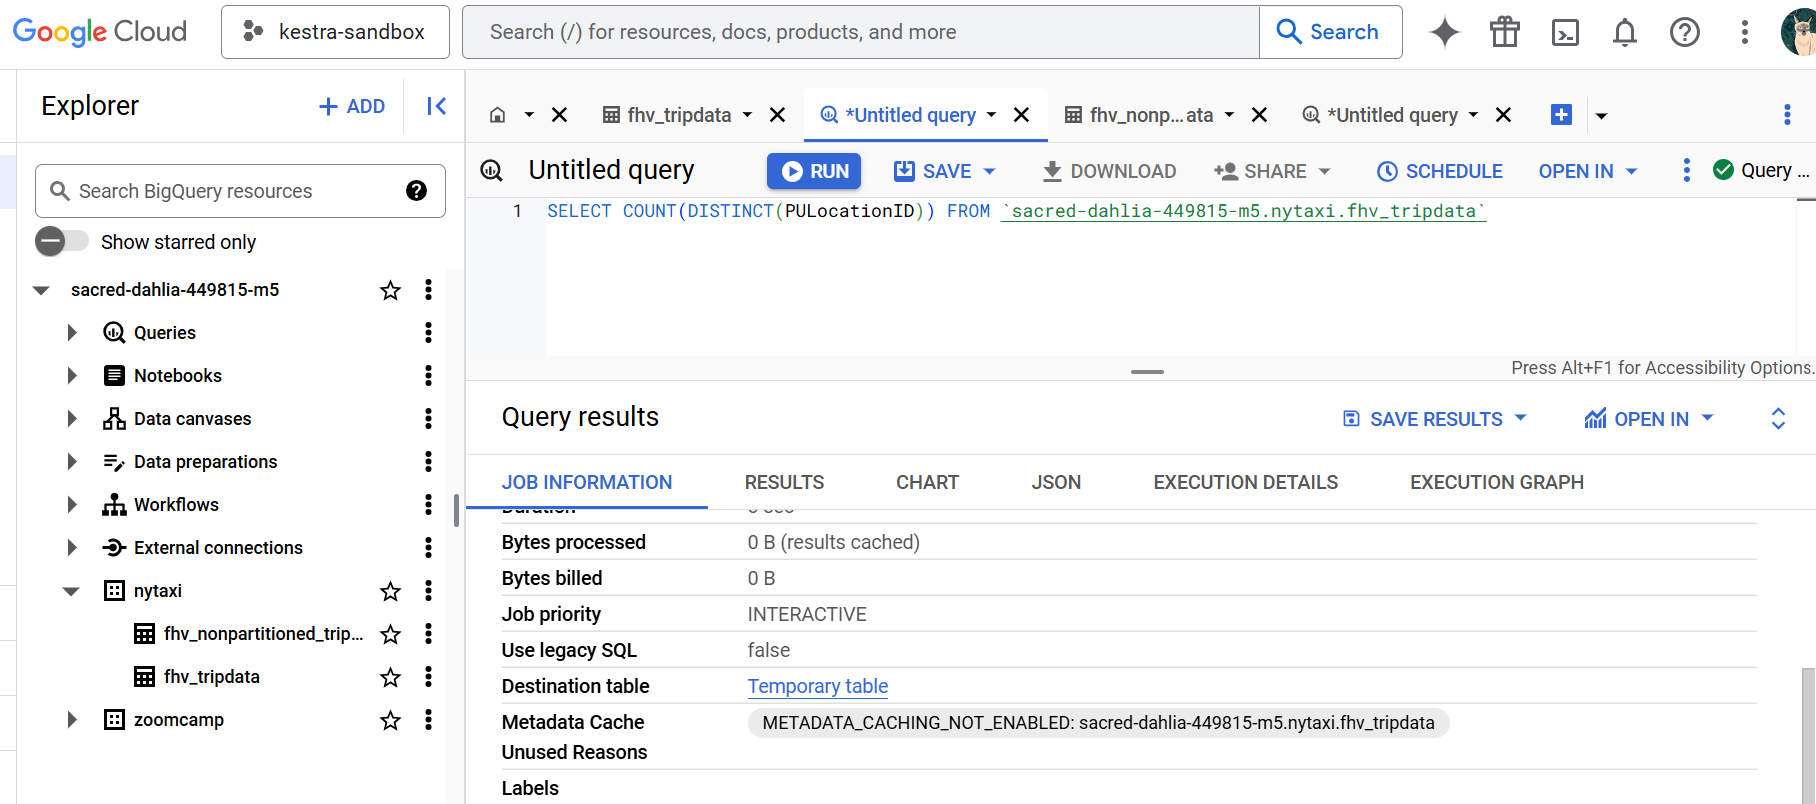 Google Cloud
kestra-sandbox
Search (/) for resources, docs, products, and more
Search
Explorer
+ ADD
fhv_tripdata
*Untitled query
fhv_nonp...ata
*Untitled query
Untitled query
RUN
SAVE
DOWNLOAD
SHARE
SCHEDULE
OPEN IN
Query ...
Search BigQuery resources
Show starred only
sacred-dahlia-449815-m5
Queries
Notebooks
Data canvases
Data preparations
Workflows
External connections
nytaxi
fhv_nonpartitioned_trip...
fhv_tripdata
zoomcamp
1 SELECT COUNT(DISTINCT(PULocationID)) FROM `sacred-dahlia-449815-m5.nytaxi.fhv_tripdata`
Press Alt+F1 for Accessibility Options.
Query results
SAVE RESULTS
OPEN IN
JOB INFORMATION
RESULTS
CHART
JSON
EXECUTION DETAILS
EXECUTION GRAPH
Duration 0 sec
Bytes processed 0 B (results cached)
Bytes billed 0 B
Job priority INTERACTIVE
Use legacy SQL false
Destination table Temporary table
Metadata Cache METADATA_CACHING_NOT_ENABLED: sacred-dahlia-449815-m5.nytaxi.fhv_tripdata
Unused Reasons
Labels